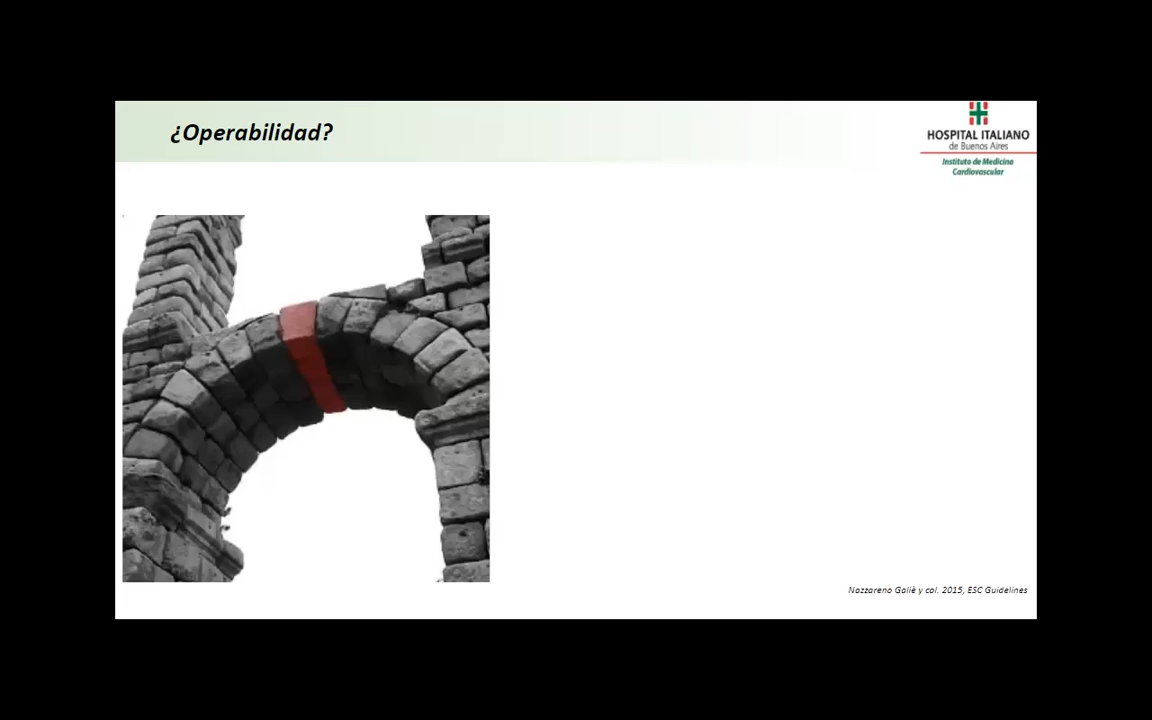 ¿Operabilidad?
HOSPITAL ITALIANO
de Buenos Aires
Instituto de Medicina
Cardiovascular
Nazzareno Galiè y col. 2015, ESC Guidelines